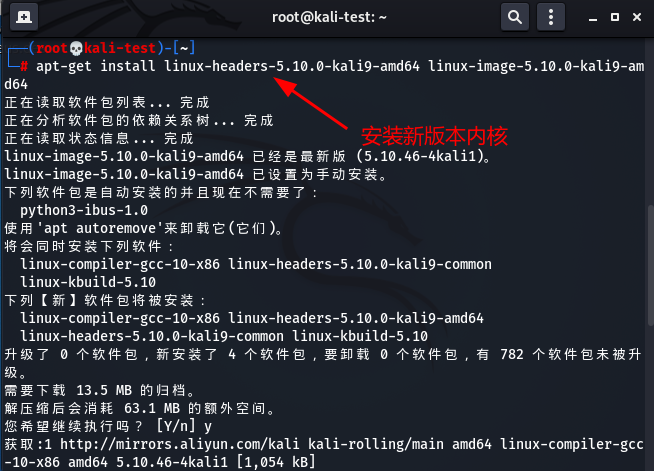 root@kali-test: ~
(root💀kali-test)-[~]
# apt-get install linux-headers-5.10.0-kali9-amd64 linux-image-5.10.0-kali9-am
d64
正在读取软件包列表... 完成
正在分析软件包的依赖关系树... 完成
正在读取状态信息... 完成
安装新版本内核
linux-image-5.10.0-kali9-amd64 已经是最新版 (5.10.46-4kali1)。
linux-image-5.10.0-kali9-amd64 已设置为手动安装。
下列软件包是自动安装的并且现在不需要了：
python3-ibus-1.0
使用'apt autoremove'来卸载它(它们)。
将会同时安装下列软件：
linux-compiler-gcc-10-x86 linux-headers-5.10.0-kali9-common
linux-kbuild-5.10
下列【新】软件包将被安装：
linux-compiler-gcc-10-x86 linux-headers-5.10.0-kali9-amd64
linux-headers-5.10.0-kali9-common linux-kbuild-5.10
升级了 0 个软件包，新安装了 4 个软件包，要卸载 0 个软件包，有 782 个软件包未被升
级。
需要下载 13.5 MB 的归档。
解压缩后会消耗 63.1 MB 的额外空间。
您希望继续执行吗？ [Y/n] y
获取:1 http://mirrors.aliyun.com/kali kali-rolling/main amd64 linux-compiler-gcc
-10-x86 amd64 5.10.46-4kali1 [1,054 kB]